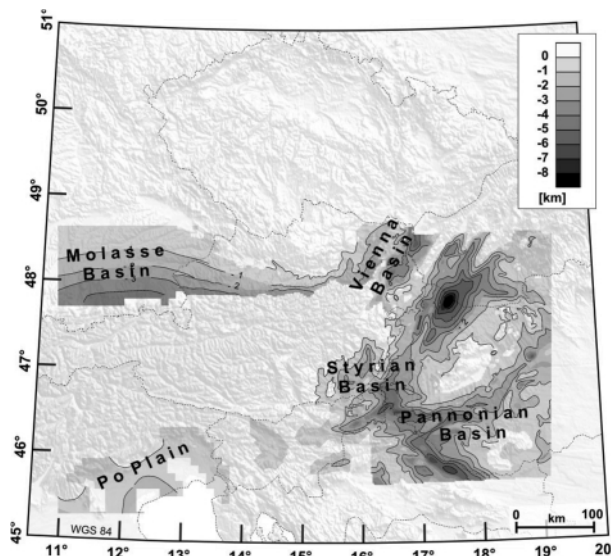 51°
50°
49°
48°
47°
46°
45°
0
-1
-2
-3
-4
-5
-6
-7
-8
[km]
Molasse
Basin
Vienna
Basin
Styrian
Basin
Pannonian
Basin
Po Plain
WGS 84
0 km 100
11° 12° 13° 14° 15° 16° 17° 18° 19° 20°